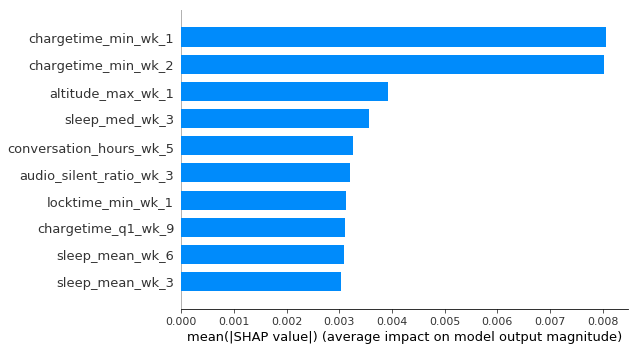 chargetime_min_wk_1
chargetime_min_wk_2
altitude_max_wk_1
sleep_med_wk_3
conversation_hours_wk_5
audio_silent_ratio_wk_3
locktime_min_wk_1
chargetime_q1_wk_9
sleep_mean_wk_6
sleep_mean_wk_3
0.000 0.001 0.002 0.003 0.004 0.005 0.006 0.007 0.008
mean(|SHAP value|) (average impact on model output magnitude)